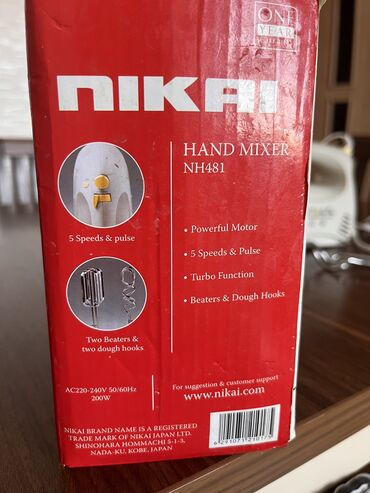 ONE
YEAR
NIKAI
HAND MIXER
NH481
• Powerful Motor
• 5 Speeds & Pulse
• Turbo Function
• Beaters & Dough Hooks
5 Speeds & pulse
Two Beaters &
two dough hooks
AC220-240V 50/60Hz
200W
For suggestion & customer support
www.nikai.com
NIKAI BRAND NAME IS A REGISTERED
TRADE MARK OF NIKAI JAPAN LTD.
SHINOHARA HOMMACHI 5-1-3,
NADA-KU, KOBE, JAPAN